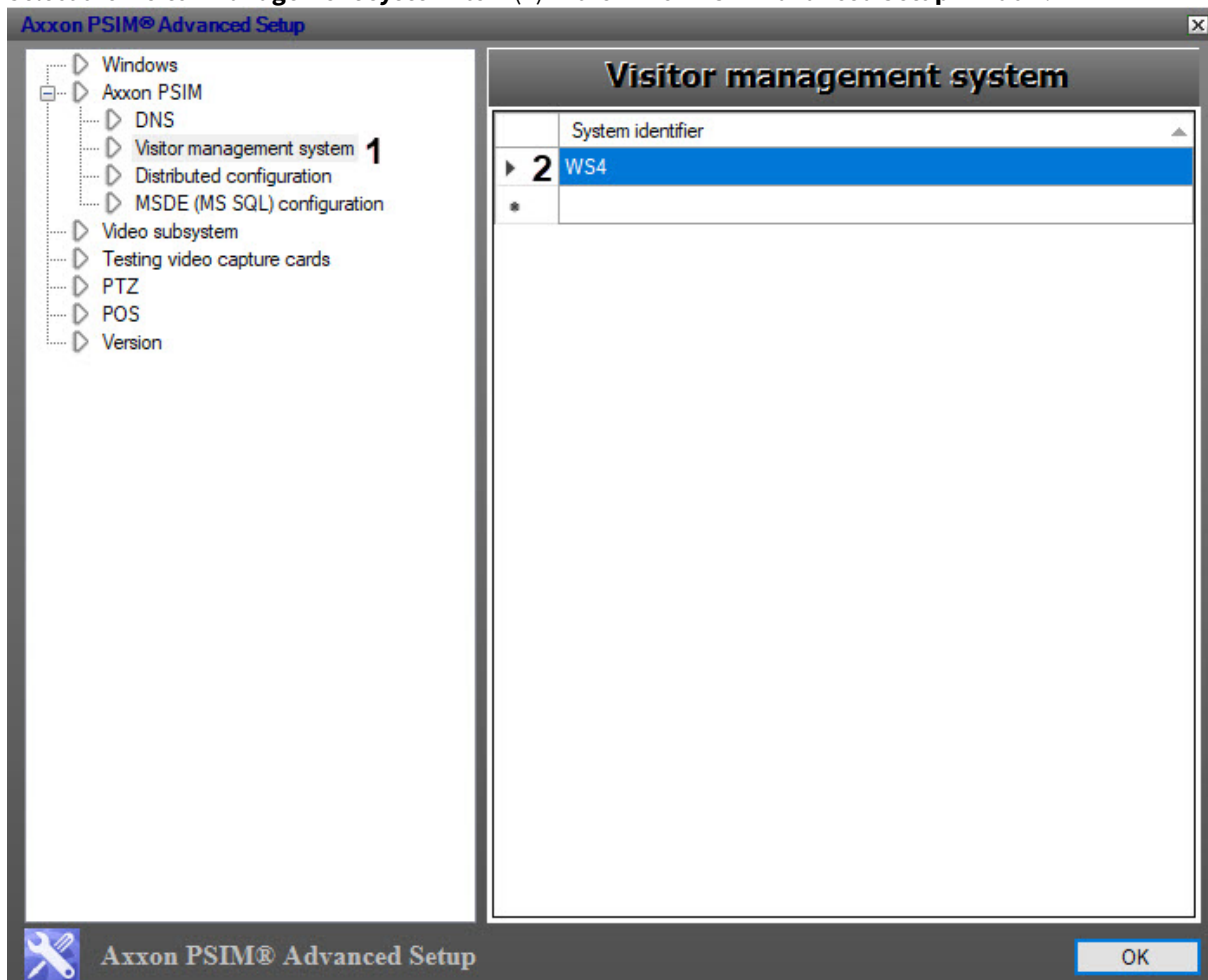 Axxon PSIM® Advanced Setup
Windows
Axxon PSIM
DNS
Visitor management system 1
Distributed configuration
MSDE (MS SQL) configuration
Video subsystem
Testing video capture cards
PTZ
POS
Version
Visitor management system
System identifier
2 WS4
Axxon PSIM® Advanced Setup
OK